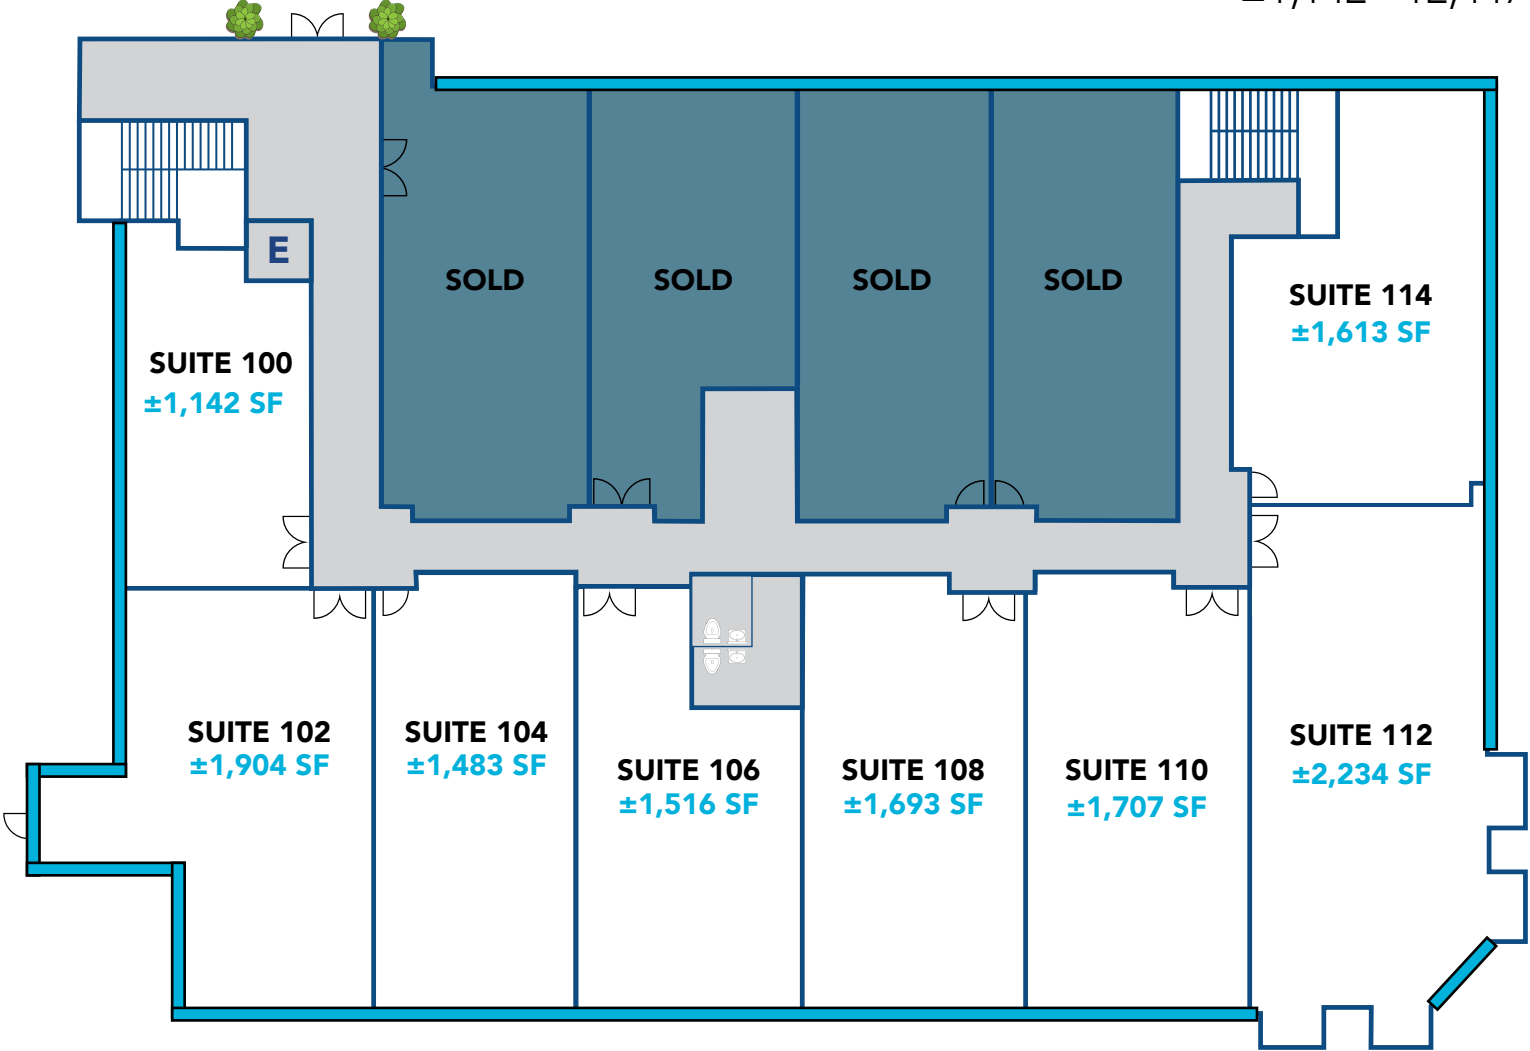 E
SOLD
SOLD
SOLD
SOLD
SUITE 114
±1,613 SF
SUITE 100
±1,142 SF
SUITE 102
±1,904 SF
SUITE 104
±1,483 SF
SUITE 106
±1,516 SF
SUITE 108
±1,693 SF
SUITE 110
±1,707 SF
SUITE 112
±2,234 SF